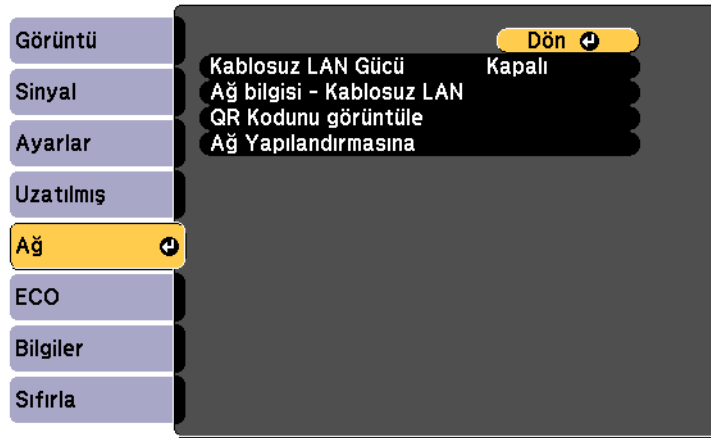 Görüntü
Sinyal
Ayarlar
Uzatılmış
Ağ
ECO
Bilgiler
Sıfırla
Dön
Kablosuz LAN Gücü Kapalı
Ağ bilgisi - Kablosuz LAN
QR Kodunu görüntüle
Ağ Yapılandırmasına